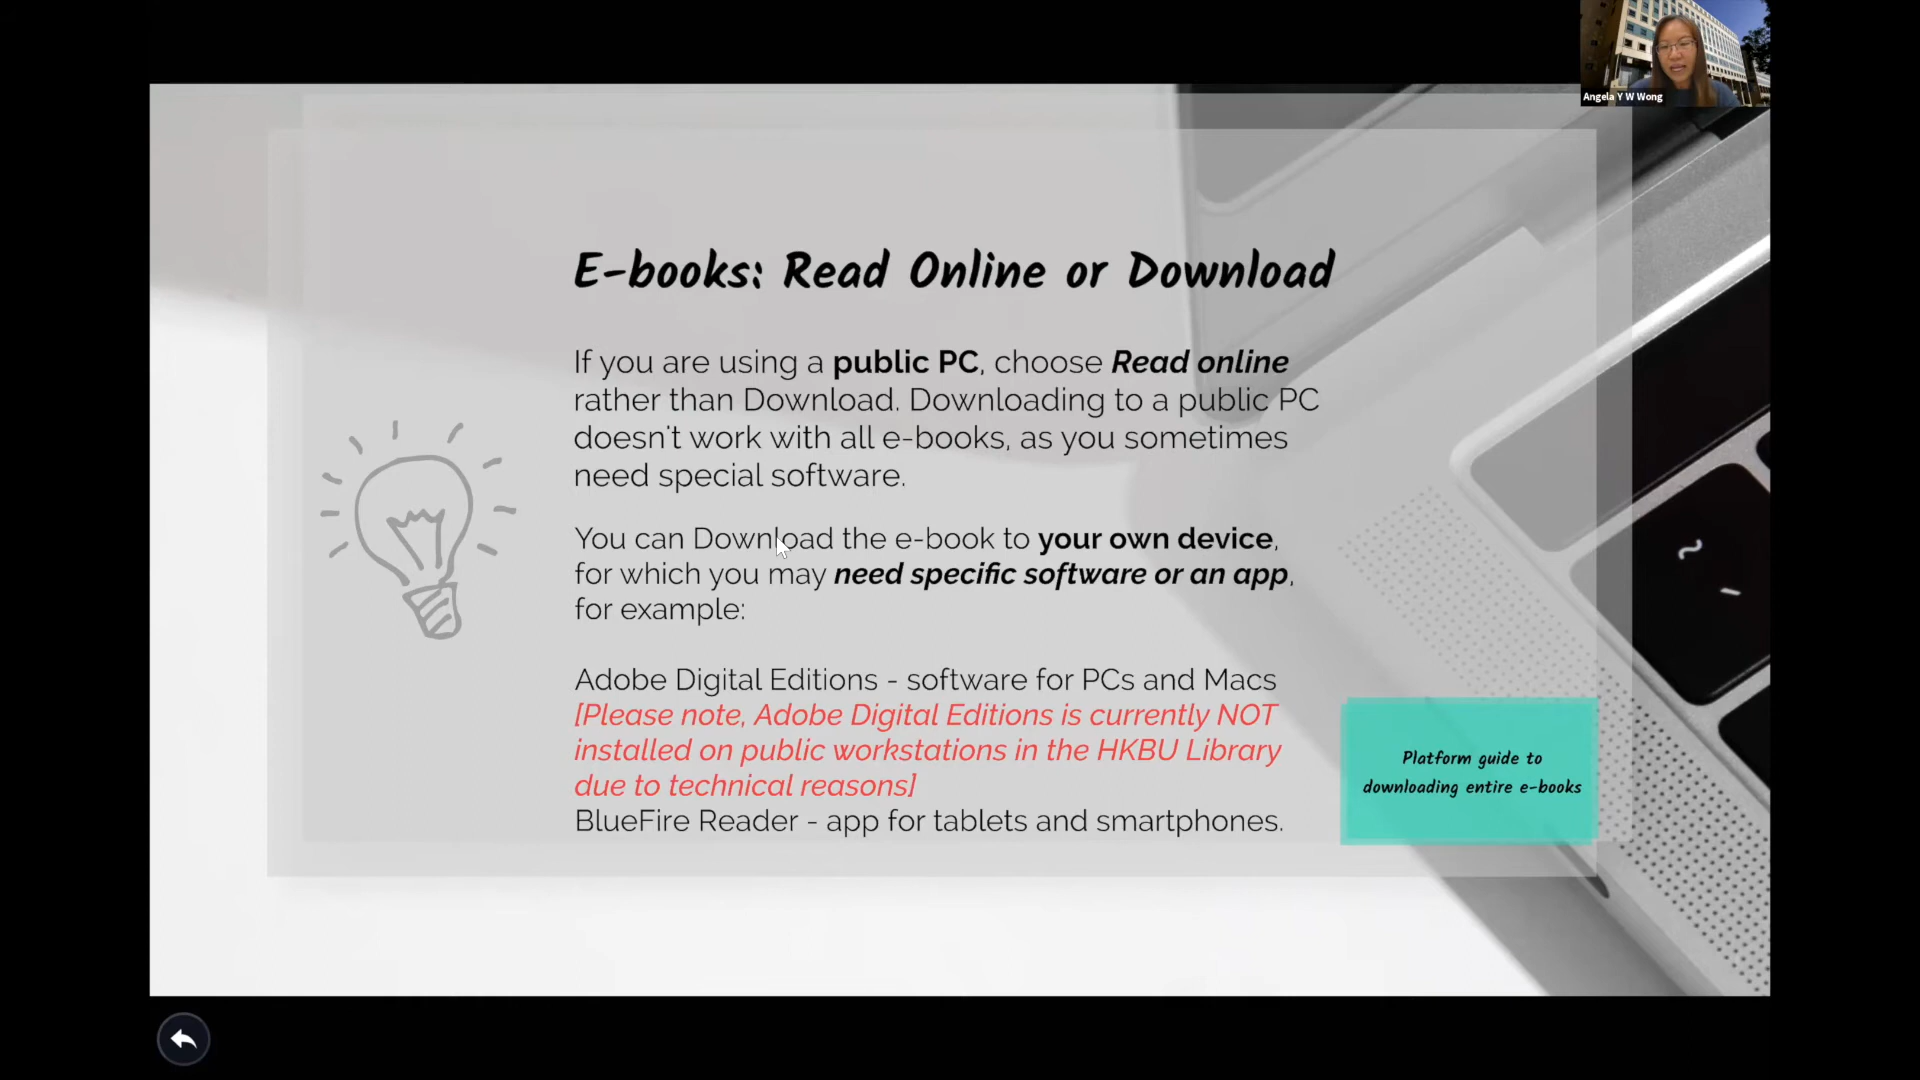 Angela Y W Wong
E-books: Read Online or Download
If you are using a public PC, choose Read online
rather than Download. Downloading to a public PC
doesn't work with all e-books, as you sometimes
need special software.
You can Download the e-book to your own device,
for which you may need specific software or an app,
for example:
Adobe Digital Editions - software for PCs and Macs
[Please note, Adobe Digital Editions is currently NOT
installed on public workstations in the HKBU Library
due to technical reasons]
BlueFire Reader - app for tablets and smartphones.
Platform guide to
downloading entire e-books